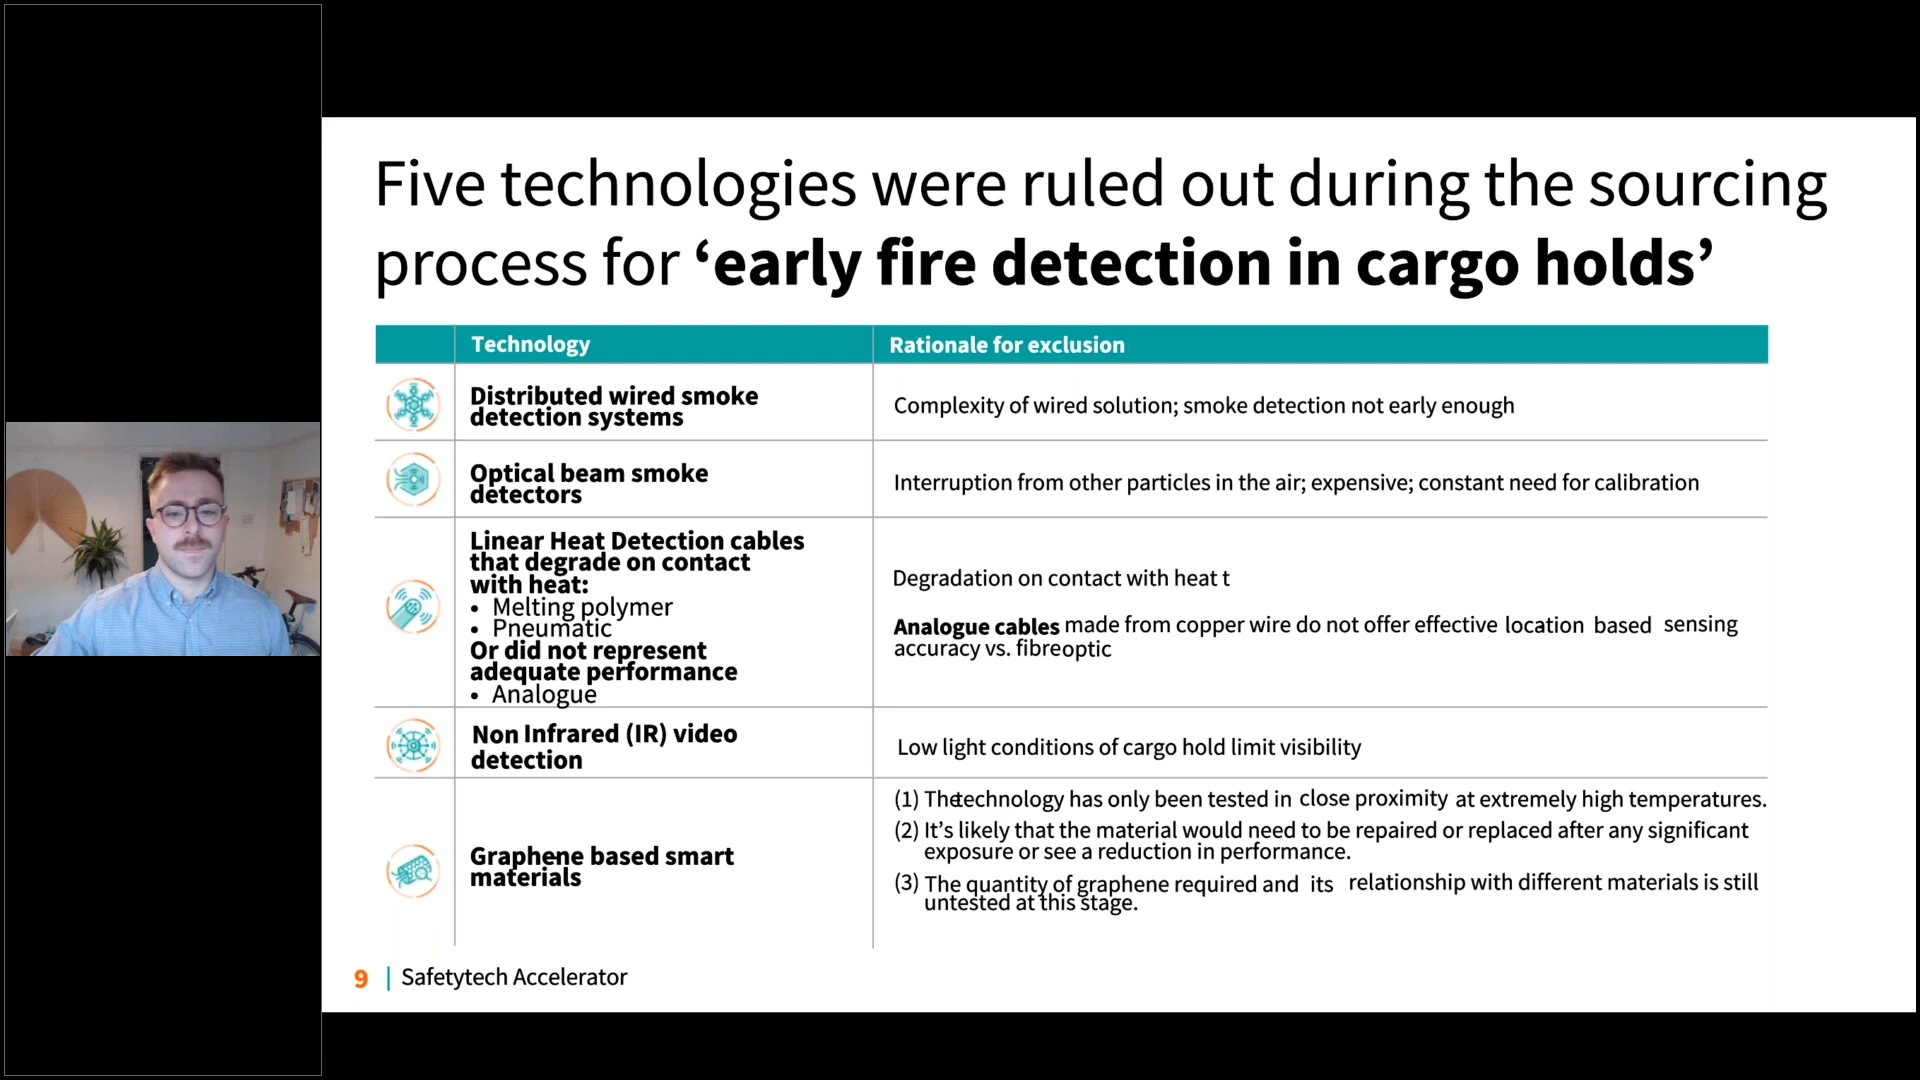 Five technologies were ruled out during the sourcing
process for ‘early fire detection in cargo holds’
Technology
Rationale for exclusion
Distributed wired smoke
detection systems
Complexity of wired solution; smoke detection not early enough
Optical beam smoke
detectors
Interruption from other particles in the air; expensive; constant need for calibration
Linear Heat Detection cables
that degrade on contact
with heat:
• Melting polymer
• Pneumatic
Or did not represent
adequate performance
• Analogue
Degradation on contact with heat t
Analogue cables made from copper wire do not offer effective location based sensing
accuracy vs. fibreoptic
Non Infrared (IR) video
detection
Low light conditions of cargo hold limit visibility
Graphene based smart
materials
(1) The technology has only been tested in close proximity at extremely high temperatures.
(2) It’s likely that the material would need to be repaired or replaced after any significant
exposure or see a reduction in performance.
(3) The quantity of graphene required and its relationship with different materials is still
untested at this stage.
9 | Safetytech Accelerator